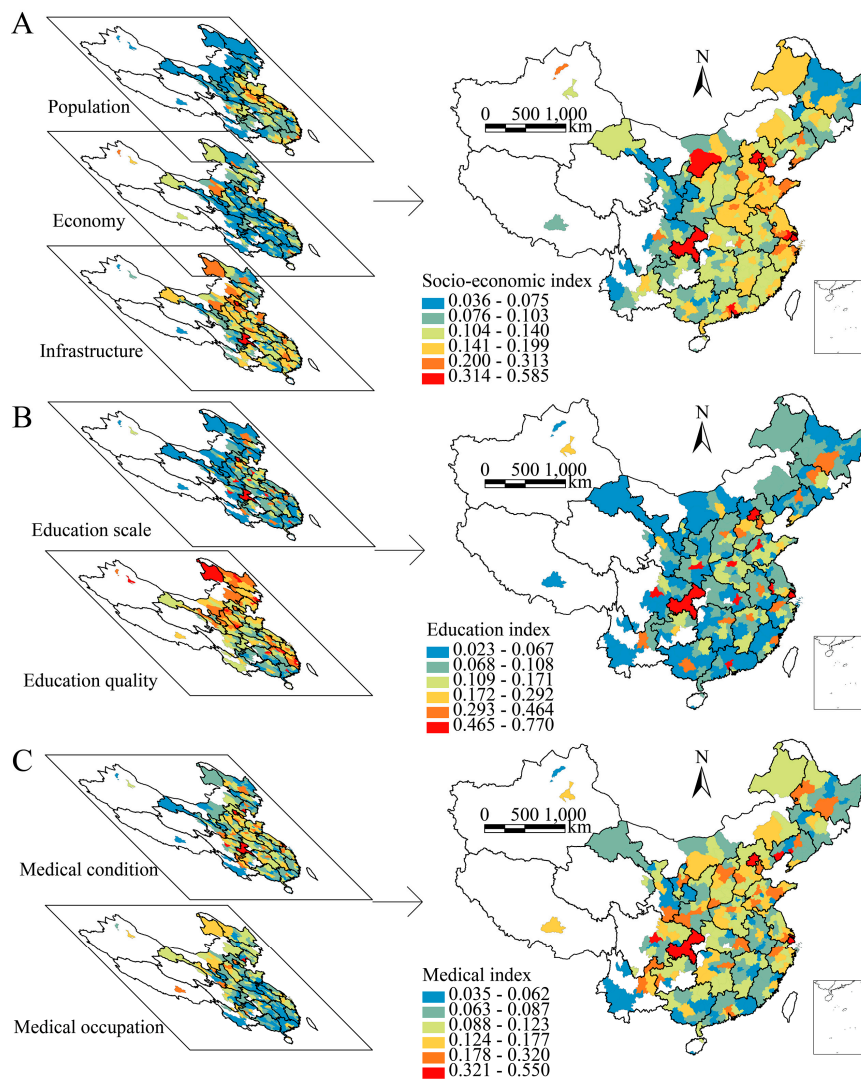 A
Population
Economy
Infrastructure
N
0 500 1,000
km
Socio-economic index
0.036 - 0.075
0.076 - 0.103
0.104 - 0.140
0.141 - 0.199
0.200 - 0.313
0.314 - 0.585
B
Education scale
Education quality
N
0 500 1,000
km
Education index
0.023 - 0.067
0.068 - 0.108
0.109 - 0.171
0.172 - 0.292
0.293 - 0.464
0.465 - 0.770
C
Medical condition
Medical occupation
N
0 500 1,000
km
Medical index
0.035 - 0.062
0.063 - 0.087
0.088 - 0.123
0.124 - 0.177
0.178 - 0.320
0.321 - 0.550